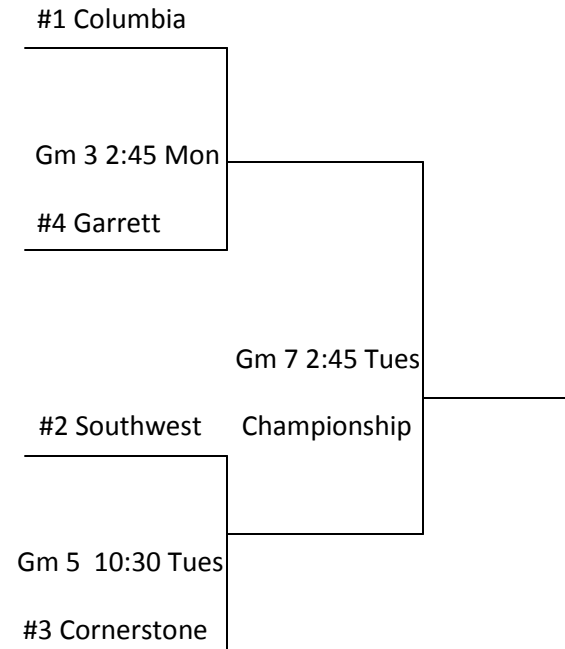 #1 Columbia
Gm 3 2:45 Mon
#4 Garrett
Gm 7 2:45 Tues
#2 Southwest
Championship
Gm 5  10:30 Tues
#3 Cornerstone